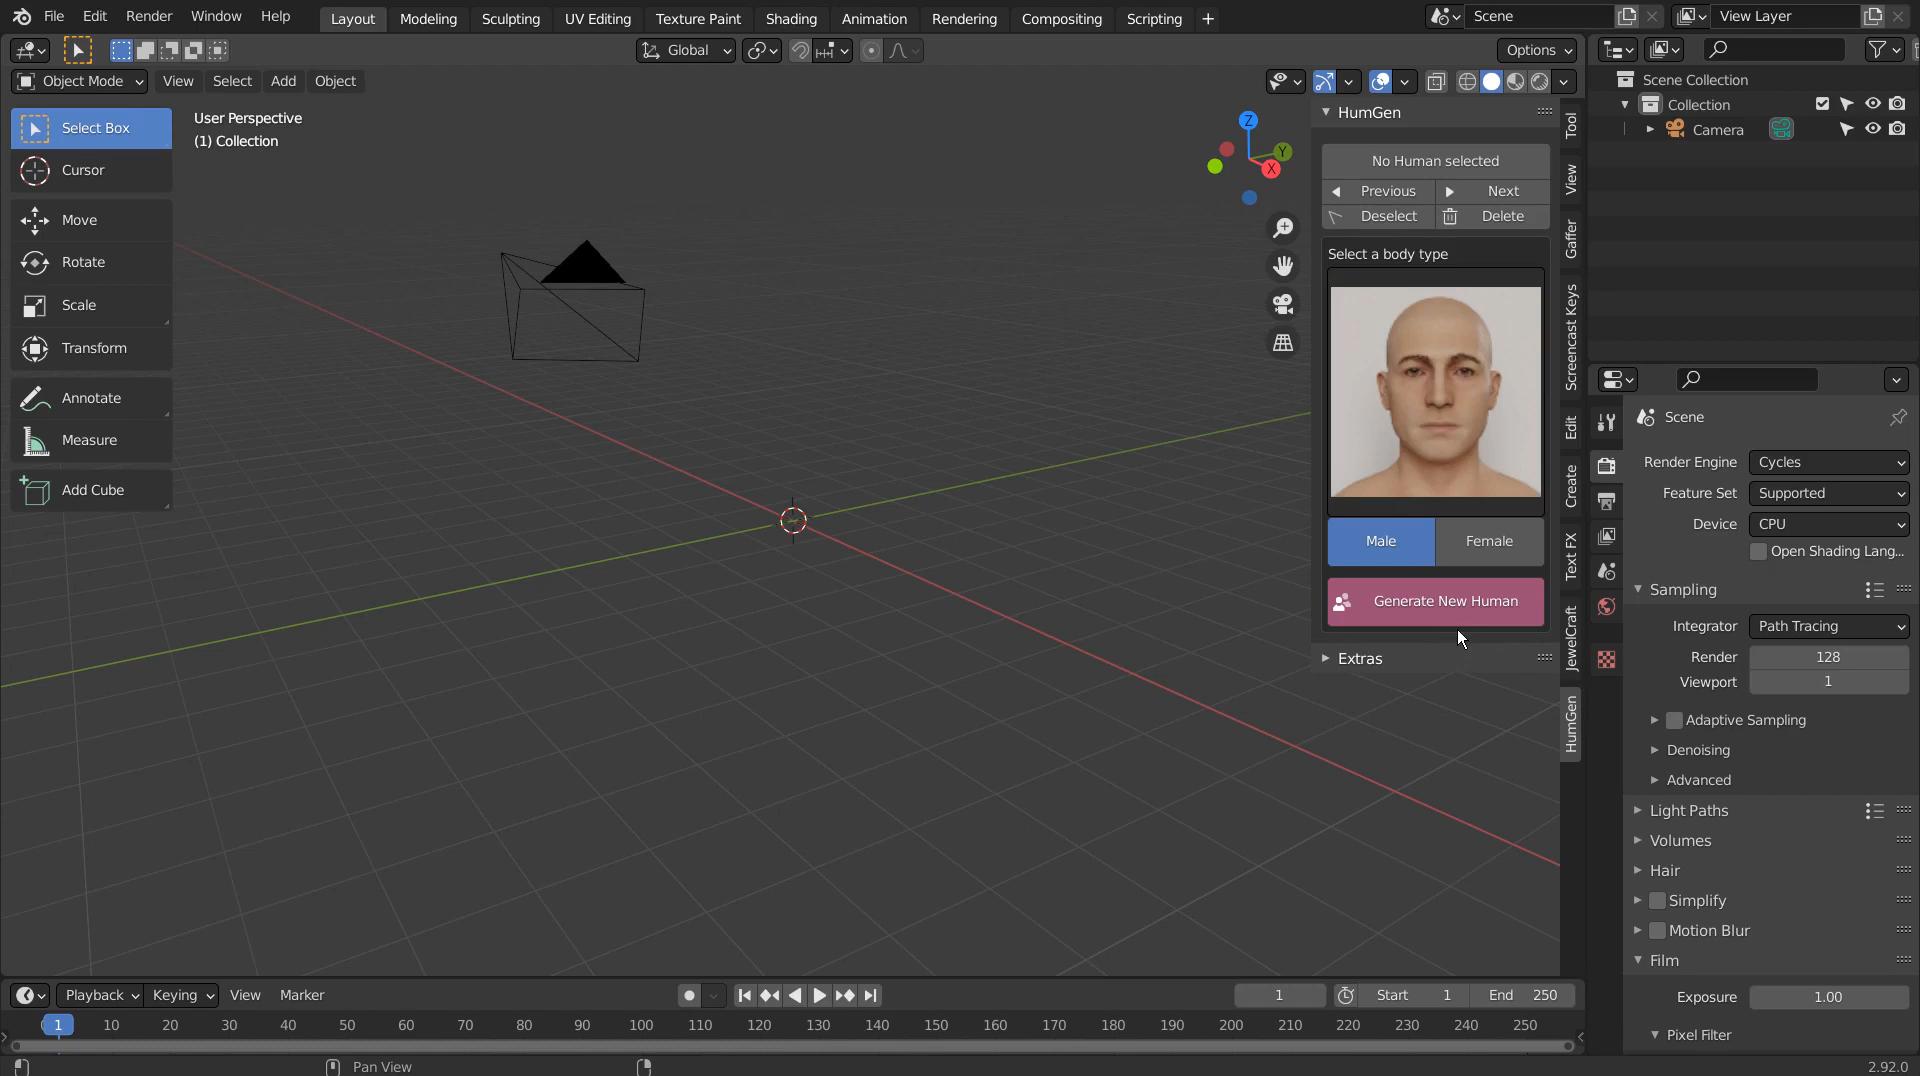 File Edit Render Window Help Layout Modeling Sculpting UV Editing Texture Paint Shading Animation Rendering Compositing Scripting + Scene View Layer
Global Options
Object Mode View Select Add Object
Scene Collection
Collection
Camera
Select Box
Cursor
Move
Rotate
Scale
Transform
Annotate
Measure
Add Cube
User Perspective
(1) Collection
Z
Y
X
HumGen
No Human selected
Previous Next
Deselect Delete
Select a body type
Male Female
Generate New Human
Extras
Tool
View
Gaffer
Screencast Keys
Edit
Create
Text FX
JewelCraft
HumGen
Scene
Render Engine Cycles
Feature Set Supported
Device CPU
Open Shading Lang...
Sampling
Integrator Path Tracing
Render 128
Viewport 1
Adaptive Sampling
Denoising
Advanced
Light Paths
Volumes
Hair
Simplify
Motion Blur
Film
Exposure 1.00
Pixel Filter
Playback Keying View Marker 1 Start 1 End 250
1 10 20 30 40 50 60 70 80 90 100 110 120 130 140 150 160 170 180 190 200 210 220 230 240 250
Pan View 2.92.0